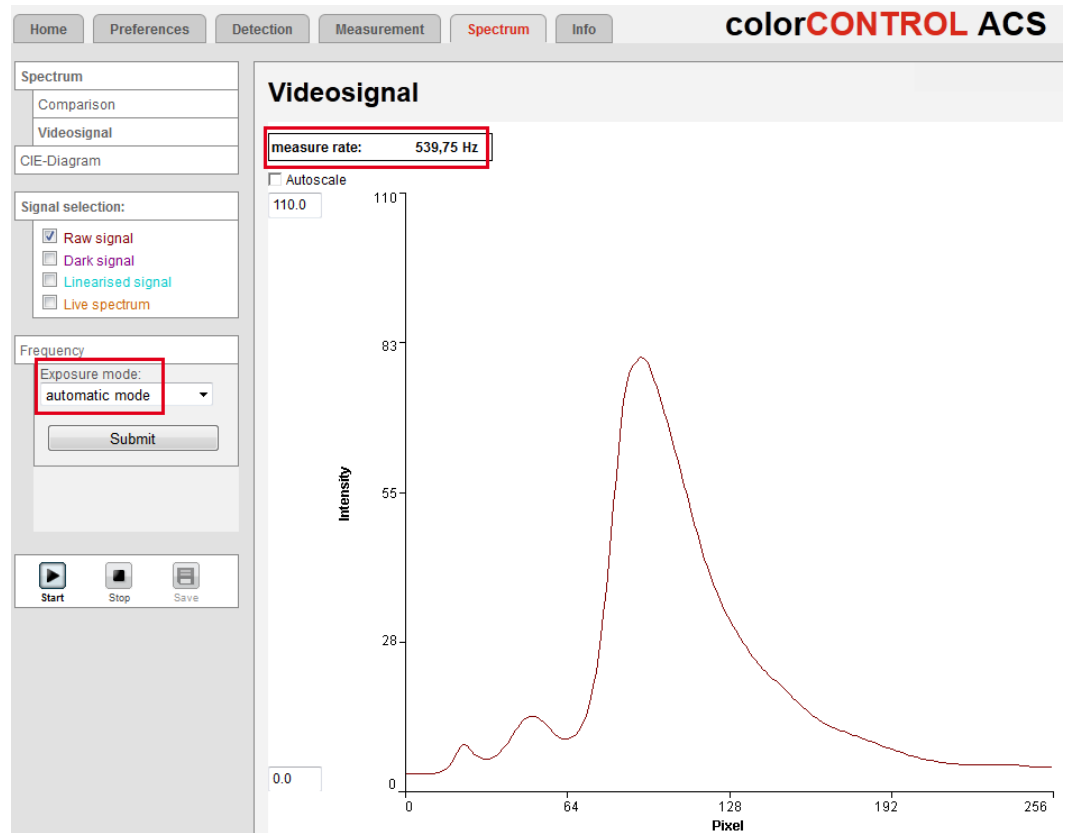 Home Preferences Detection Measurement Spectrum Info colorCONTROL ACS
Spectrum
Comparison
Videosignal
CIE-Diagram
Signal selection:
Raw signal
Dark signal
Linearised signal
Live spectrum
Frequency
Exposure mode:
automatic mode
Submit
Start Stop Save
Videosignal
measure rate: 539,75 Hz
Autoscale
110.0
110
83
55
28
0
0.0
Intensity
0 64 128 192 256
Pixel